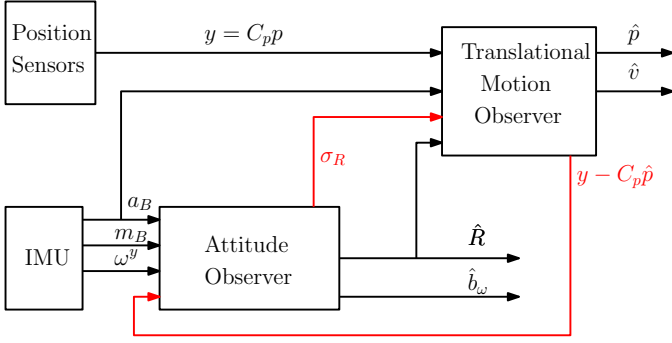 Position
Sensors
y = C_p p
Translational
Motion
Observer
p̂
v̂
σ_R
y − C_p p̂
IMU
a_B
m_B
ω^y
Attitude
Observer
R̂
b̂_ω